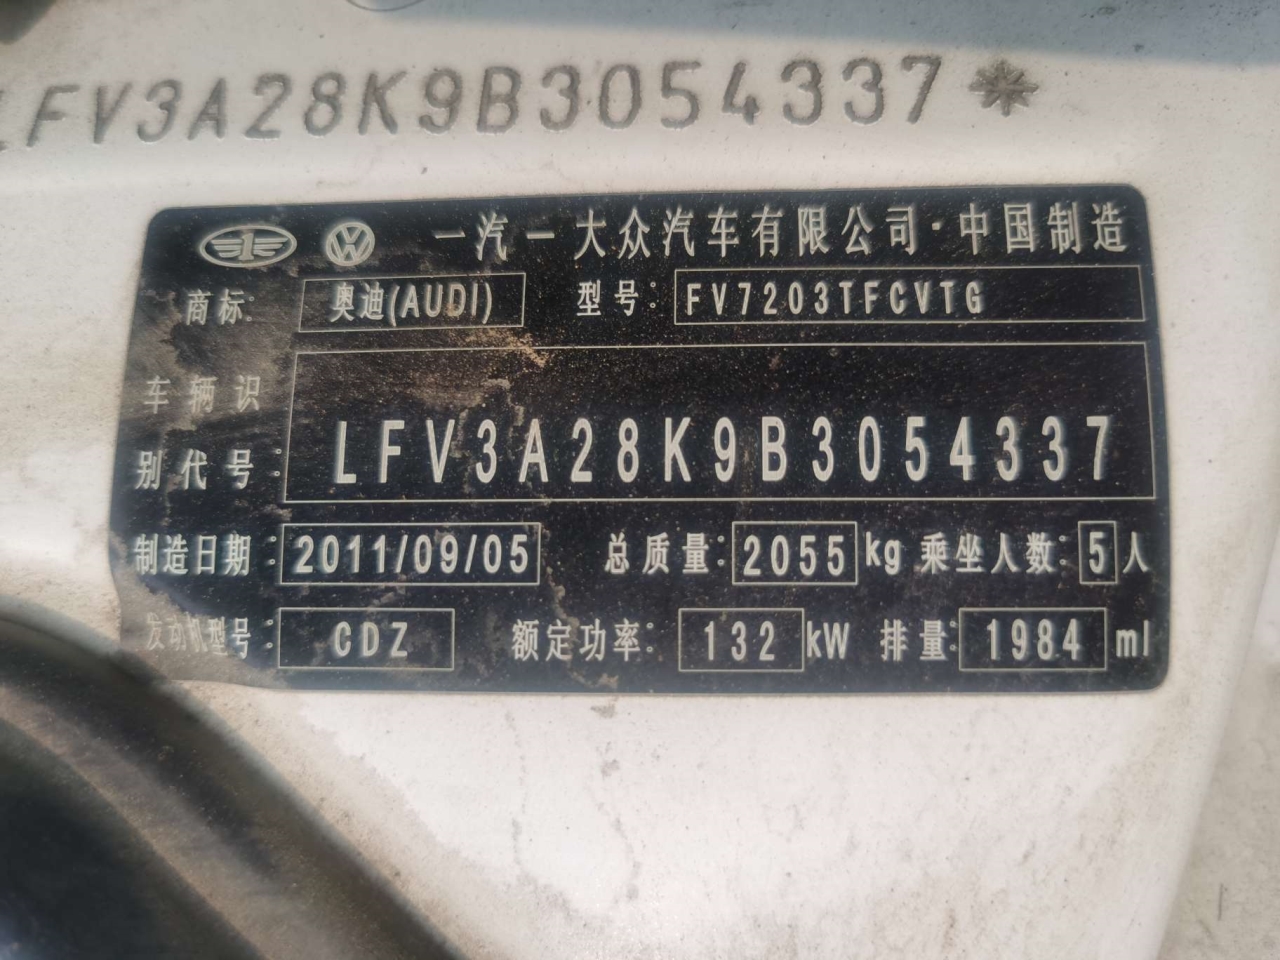 LFV3A28K9B3054337*
一汽一大众汽车有限公司·中国制造
商标: 奥迪(AUDI) 型号: FV7203TFCVTG
车辆识
别代号: LFV3A28K9B3054337
制造日期: 2011/09/05 总质量: 2055 kg 乘坐人数: 5 人
发动机型号: CDZ 额定功率: 132 kW 排量: 1984 ml